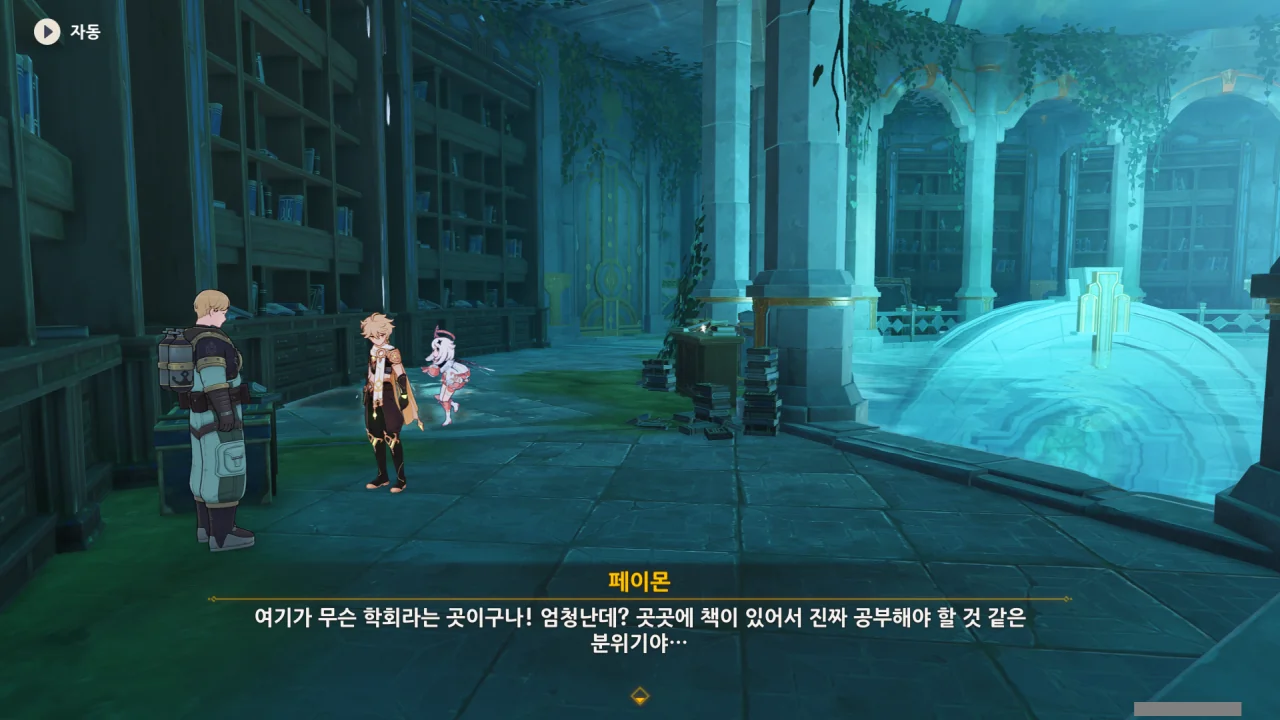 자동
페이몬
여기가 무슨 학회라는 곳이구나! 엄청난데? 곳곳에 책이 있어서 진짜 공부해야 할 것 같은
분위기야…